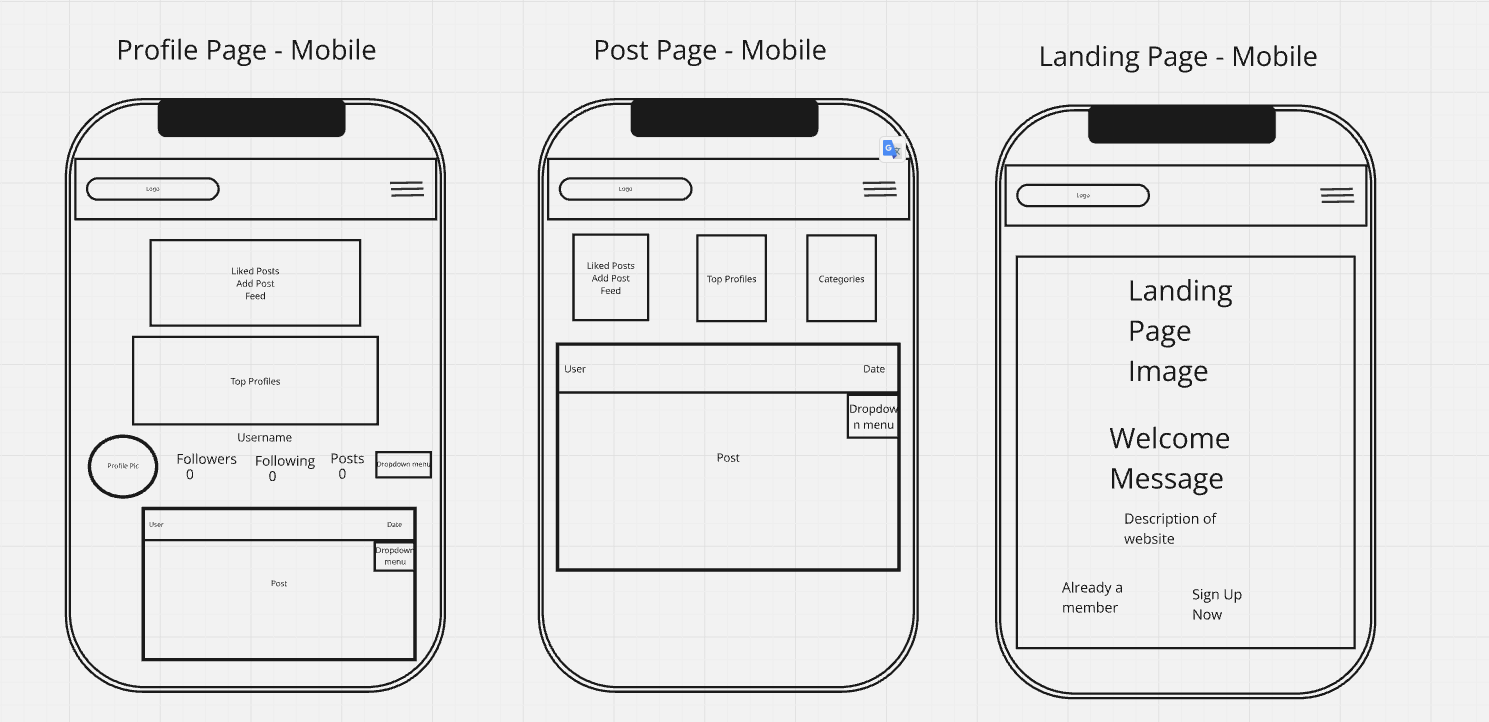 Profile Page - Mobile
Logo
Liked Posts
Add Post
Feed
Top Profiles
Username
Profile Pic
Followers
0
Following
0
Posts
0
Dropdown menu
User
Date
Dropdown
menu
Post
Post Page - Mobile
G
Logo
Liked Posts
Add Post
Feed
Top Profiles
Categories
User
Date
Dropdow
n menu
Post
Landing Page - Mobile
Logo
Landing
Page
Image
Welcome
Message
Description of
website
Already a
member
Sign Up
Now